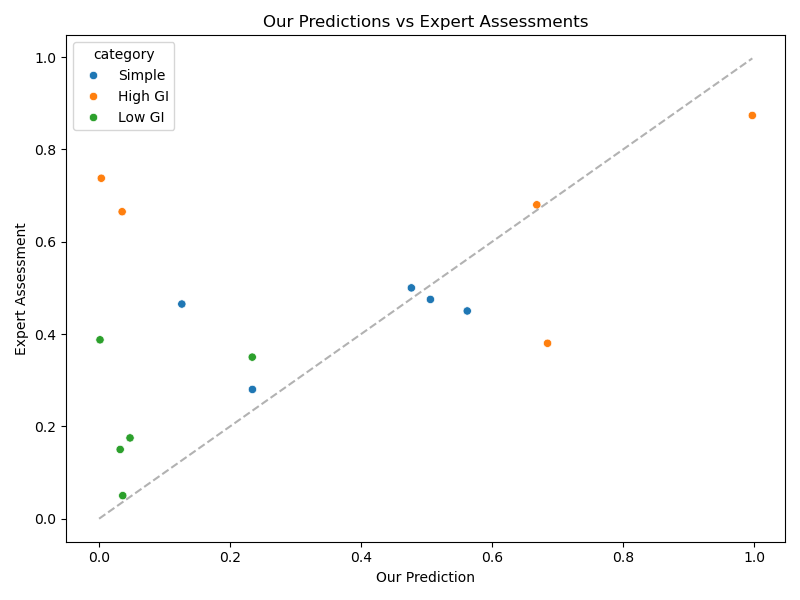 Our Predictions vs Expert Assessments
category
Simple
High GI
Low GI
Expert Assessment
1.0
0.8
0.6
0.4
0.2
0.0
0.0 0.2 0.4 0.6 0.8 1.0
Our Prediction